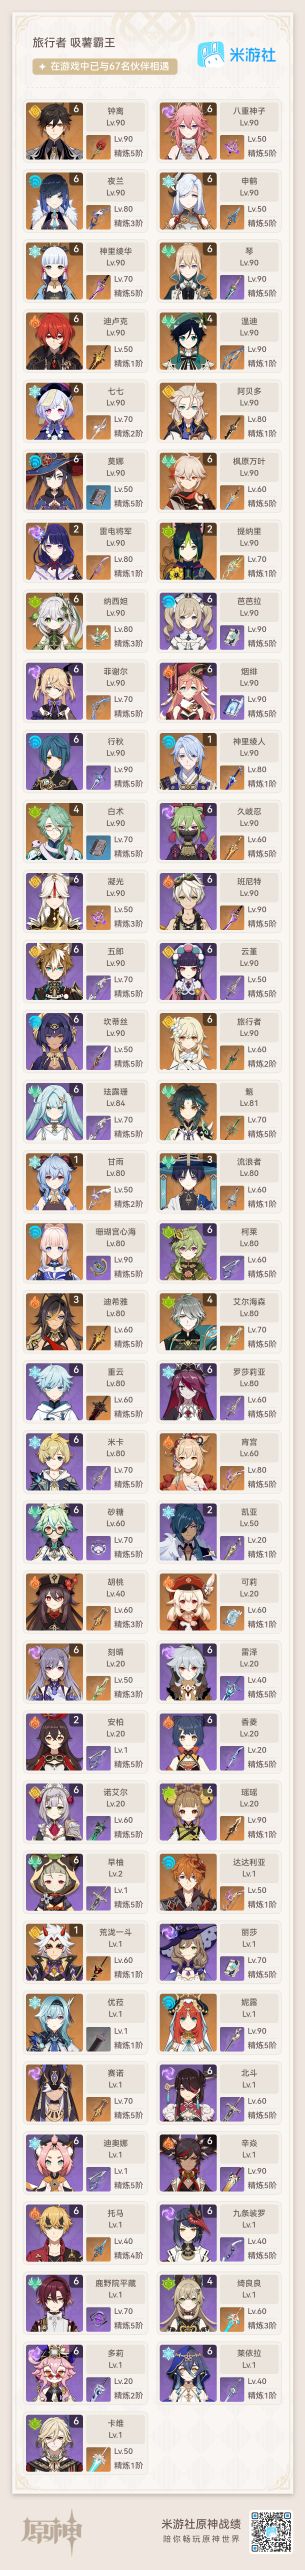 旅行者 吸薯霸王
米游社
✦ 在游戏中已与67名伙伴相遇
6 钟离 Lv.90 Lv.90 精炼5阶
6 八重神子 Lv.90 Lv.50 精炼5阶
6 夜兰 Lv.90 Lv.80 精炼3阶
6 申鹤 Lv.90 Lv.50 精炼5阶
6 神里绫华 Lv.90 Lv.70 精炼5阶
6 琴 Lv.90 Lv.90 精炼5阶
6 迪卢克 Lv.90 Lv.50 精炼1阶
4 温迪 Lv.90 Lv.90 精炼1阶
6 七七 Lv.90 Lv.70 精炼2阶
6 阿贝多 Lv.90 Lv.80 精炼1阶
6 莫娜 Lv.90 Lv.50 精炼5阶
6 枫原万叶 Lv.90 Lv.60 精炼5阶
2 雷电将军 Lv.90 Lv.80 精炼1阶
2 提纳里 Lv.90 Lv.70 精炼1阶
6 纳西妲 Lv.90 Lv.80 精炼3阶
6 芭芭拉 Lv.90 Lv.90 精炼5阶
6 菲谢尔 Lv.90 Lv.70 精炼5阶
6 烟绯 Lv.90 Lv.90 精炼5阶
6 行秋 Lv.90 Lv.90 精炼5阶
1 神里绫人 Lv.90 Lv.80 精炼1阶
4 白术 Lv.90 Lv.70 精炼5阶
6 久岐忍 Lv.90 Lv.60 精炼5阶
6 凝光 Lv.90 Lv.50 精炼3阶
6 班尼特 Lv.90 Lv.90 精炼5阶
6 五郎 Lv.90 Lv.70 精炼5阶
6 云堇 Lv.90 Lv.50 精炼5阶
6 坎蒂丝 Lv.90 Lv.50 精炼5阶
6 旅行者 Lv.90 Lv.60 精炼2阶
6 珐露珊 Lv.84 Lv.70 精炼5阶
魈 Lv.81 Lv.70 精炼5阶
1 甘雨 Lv.80 Lv.50 精炼2阶
3 流浪者 Lv.80 Lv.60 精炼1阶
6 珊瑚宫心海 Lv.80 Lv.90 精炼5阶
6 柯莱 Lv.80 Lv.60 精炼5阶
3 迪希雅 Lv.80 Lv.60 精炼5阶
4 艾尔海森 Lv.80 Lv.70 精炼5阶
6 重云 Lv.80 Lv.60 精炼5阶
6 罗莎莉亚 Lv.80 Lv.60 精炼5阶
6 米卡 Lv.80 Lv.70 精炼5阶
宵宫 Lv.60 Lv.80 精炼5阶
6 砂糖 Lv.60 Lv.70 精炼5阶
2 凯亚 Lv.50 Lv.20 精炼1阶
胡桃 Lv.40 Lv.60 精炼3阶
可莉 Lv.20 Lv.60 精炼1阶
6 刻晴 Lv.20 Lv.50 精炼3阶
6 雷泽 Lv.20 Lv.40 精炼5阶
2 安柏 Lv.20 Lv.1 精炼5阶
6 香菱 Lv.20 Lv.20 精炼5阶
6 诺艾尔 Lv.20 Lv.60 精炼5阶
6 瑶瑶 Lv.20 Lv.90 精炼1阶
6 早柚 Lv.2 Lv.1 精炼5阶
达达利亚 Lv.1 Lv.50 精炼1阶
1 荒泷一斗 Lv.1 Lv.60 精炼1阶
6 丽莎 Lv.1 Lv.70 精炼5阶
优菈 Lv.1 Lv.1 精炼1阶
妮露 Lv.1 Lv.90 精炼5阶
赛诺 Lv.1 Lv.70 精炼5阶
6 北斗 Lv.1 Lv.60 精炼5阶
6 迪奥娜 Lv.1 Lv.1 精炼5阶
6 辛焱 Lv.1 Lv.90 精炼5阶
6 托马 Lv.1 Lv.40 精炼4阶
6 九条裟罗 Lv.1 Lv.40 精炼5阶
6 鹿野院平藏 Lv.1 Lv.70 精炼5阶
4 绮良良 Lv.1 Lv.60 精炼3阶
6 多莉 Lv.1 Lv.20 精炼2阶
6 莱依拉 Lv.1 Lv.40 精炼1阶
6 卡维 Lv.1 Lv.50 精炼1阶
原神
米游社原神战绩
陪你畅玩原神世界